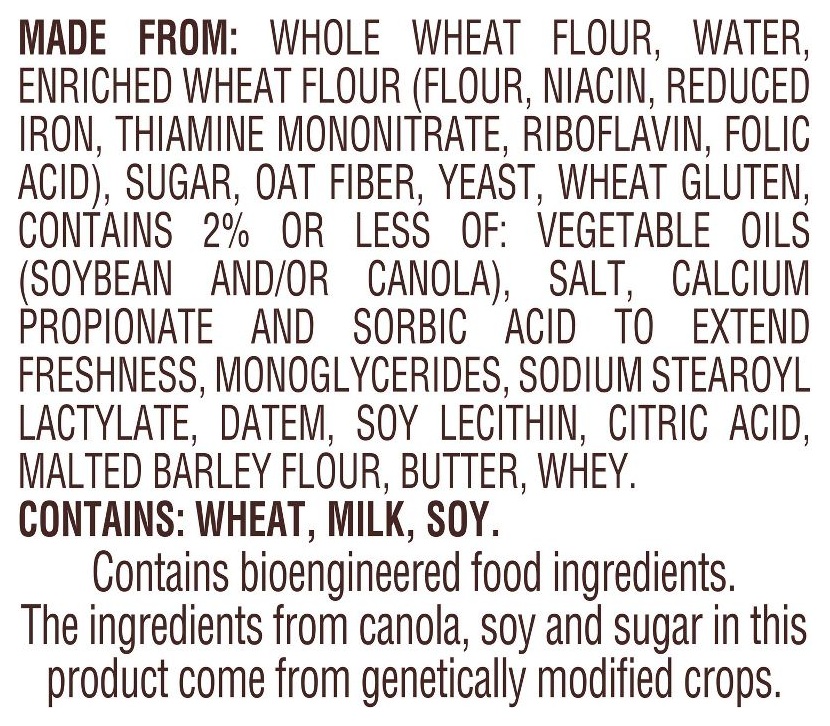 MADE FROM: WHOLE WHEAT FLOUR, WATER,
ENRICHED WHEAT FLOUR (FLOUR, NIACIN, REDUCED
IRON, THIAMINE MONONITRATE, RIBOFLAVIN, FOLIC
ACID), SUGAR, OAT FIBER, YEAST, WHEAT GLUTEN,
CONTAINS 2% OR LESS OF: VEGETABLE OILS
(SOYBEAN AND/OR CANOLA), SALT, CALCIUM
PROPIONATE AND SORBIC ACID TO EXTEND
FRESHNESS, MONOGLYCERIDES, SODIUM STEAROYL
LACTYLATE, DATEM, SOY LECITHIN, CITRIC ACID,
MALTED BARLEY FLOUR, BUTTER, WHEY.
CONTAINS: WHEAT, MILK, SOY.
Contains bioengineered food ingredients.
The ingredients from canola, soy and sugar in this
product come from genetically modified crops.